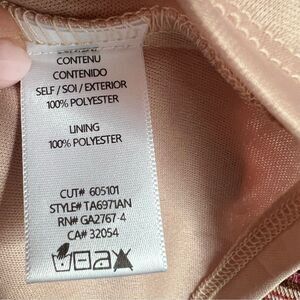 CONTENU
CONTENIDO
SELF / SOI / EXTERIOR
100% POLYESTER
LINING
100% POLYESTER
CUT# 605101
STYLE# TA6971AN
RN# GA2767-4
CA# 32054